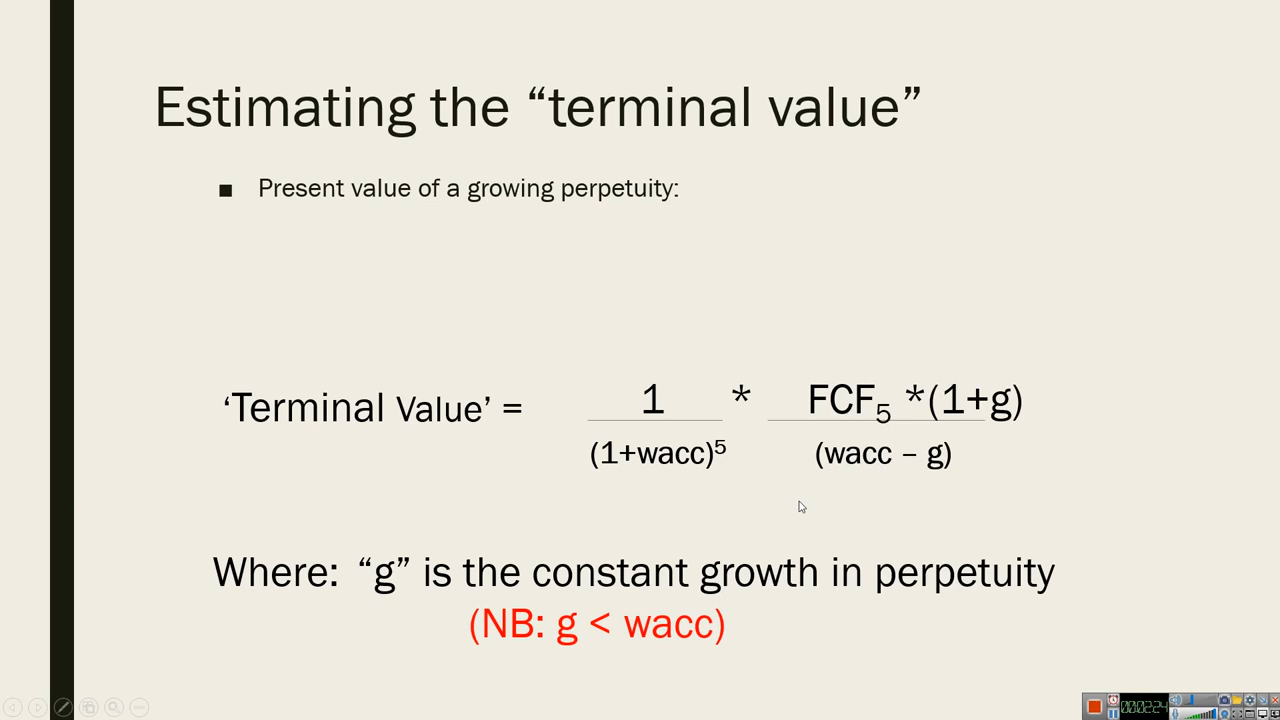 Estimating the “terminal value”
■ Present value of a growing perpetuity:
‘Terminal Value’ = 1 * FCF₅ *(1+g)
(1+wacc)⁵ (wacc – g)
Where: “g” is the constant growth in perpetuity
(NB: g < wacc)
000224